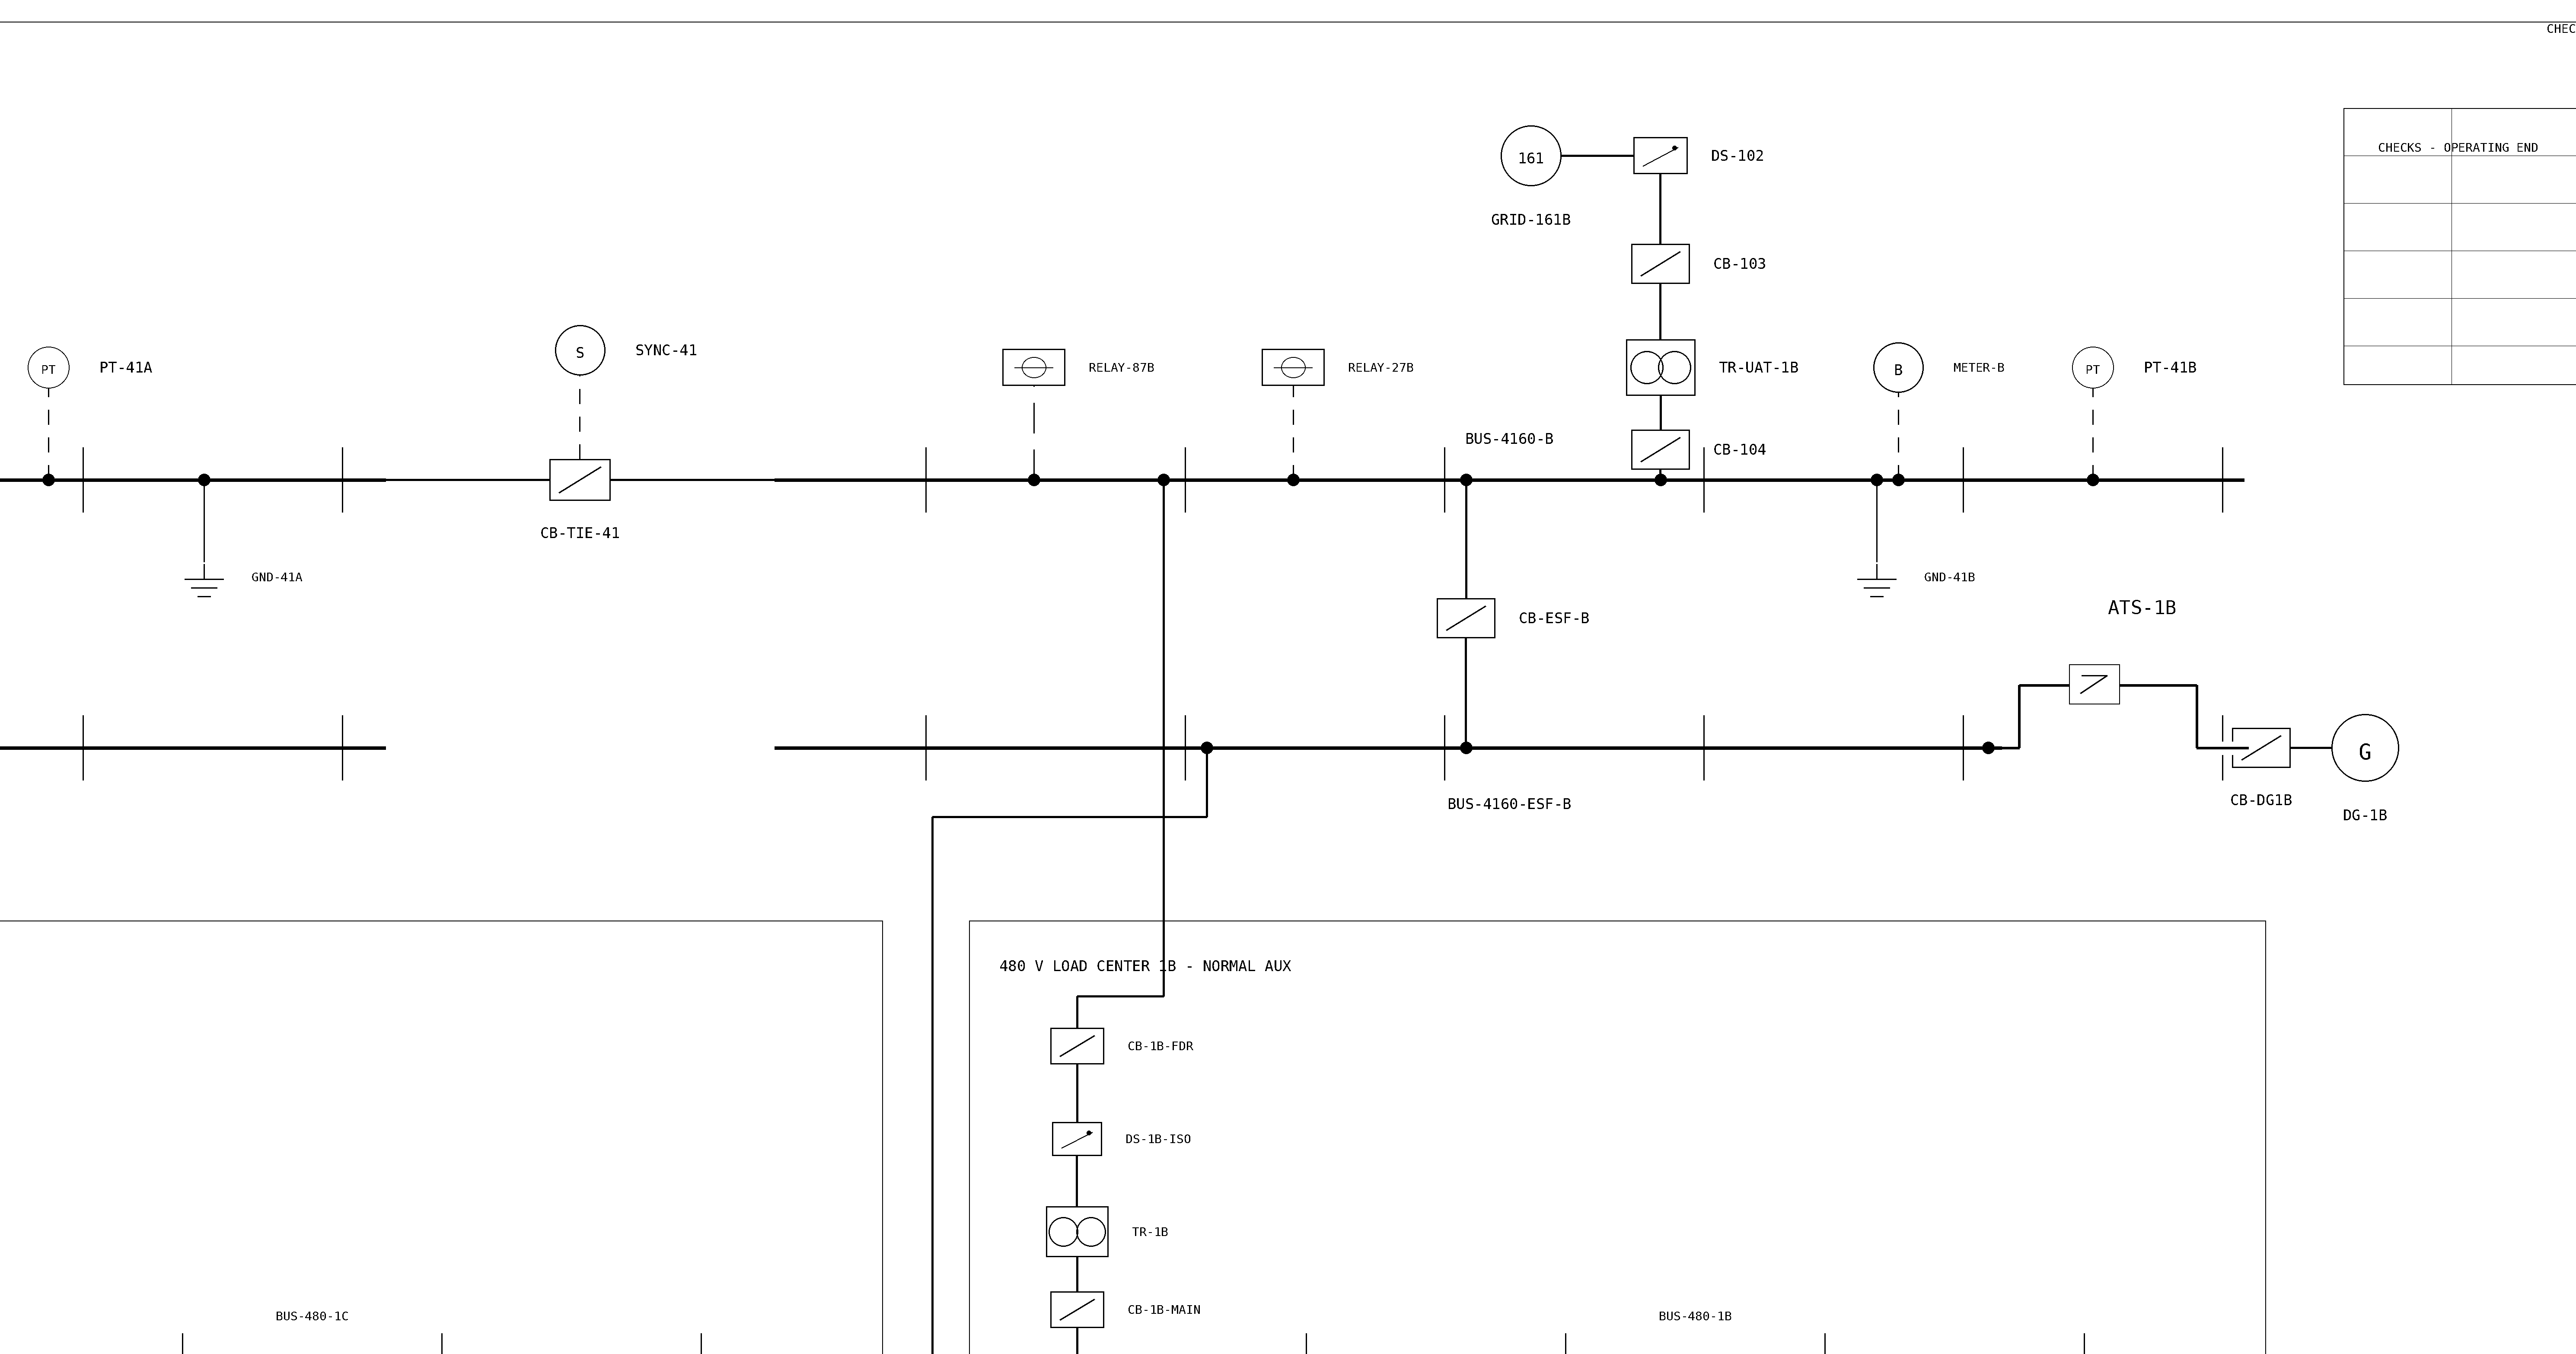 CHEC
CHECKS - OPERATING END
161
DS-102
GRID-161B
CB-103
S
SYNC-41
PT
PT-41A
RELAY-87B
RELAY-27B
TR-UAT-1B
B
METER-B
PT
PT-41B
BUS-4160-B
CB-104
CB-TIE-41
GND-41A
GND-41B
ATS-1B
CB-ESF-B
G
BUS-4160-ESF-B
CB-DG1B
DG-1B
480 V LOAD CENTER 1B - NORMAL AUX
CB-1B-FDR
DS-1B-ISO
TR-1B
CB-1B-MAIN
BUS-480-1C
BUS-480-1B